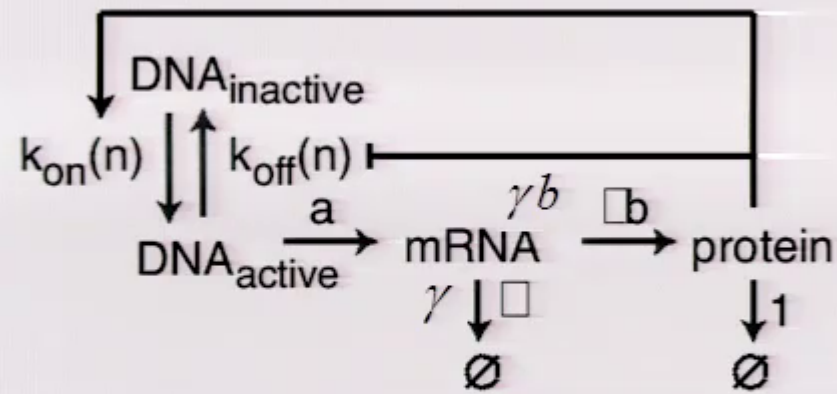 DNAinactive
kon(n) koff(n)
a γb □b
DNAactive mRNA protein
γ □ 1
Ø Ø